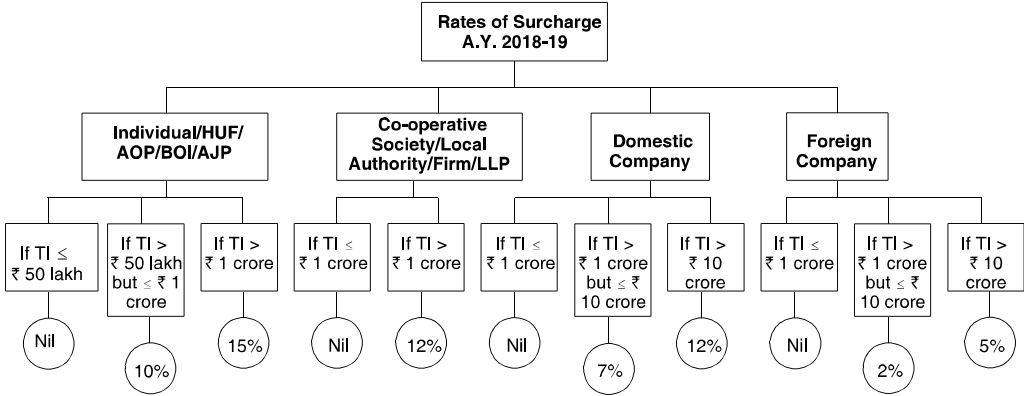 Rates of Surcharge
A.Y. 2018-19
Individual/HUF/
AOP/BOI/AJP
Co-operative
Society/Local
Authority/Firm/LLP
Domestic
Company
Foreign
Company
If TI ≤
₹ 50 lakh
If TI >
₹ 50 lakh
but ≤ ₹ 1
crore
If TI >
₹ 1 crore
If TI ≤
₹ 1 crore
If TI >
₹ 1 crore
If TI ≤
₹ 1 crore
If TI >
₹ 1 crore
but ≤ ₹
10 crore
If TI >
₹ 10
crore
If TI ≤
₹ 1 crore
If TI >
₹ 1 crore
but ≤ ₹
10 crore
If TI >
₹ 10
crore
Nil
10%
15%
Nil
12%
Nil
7%
12%
Nil
2%
5%